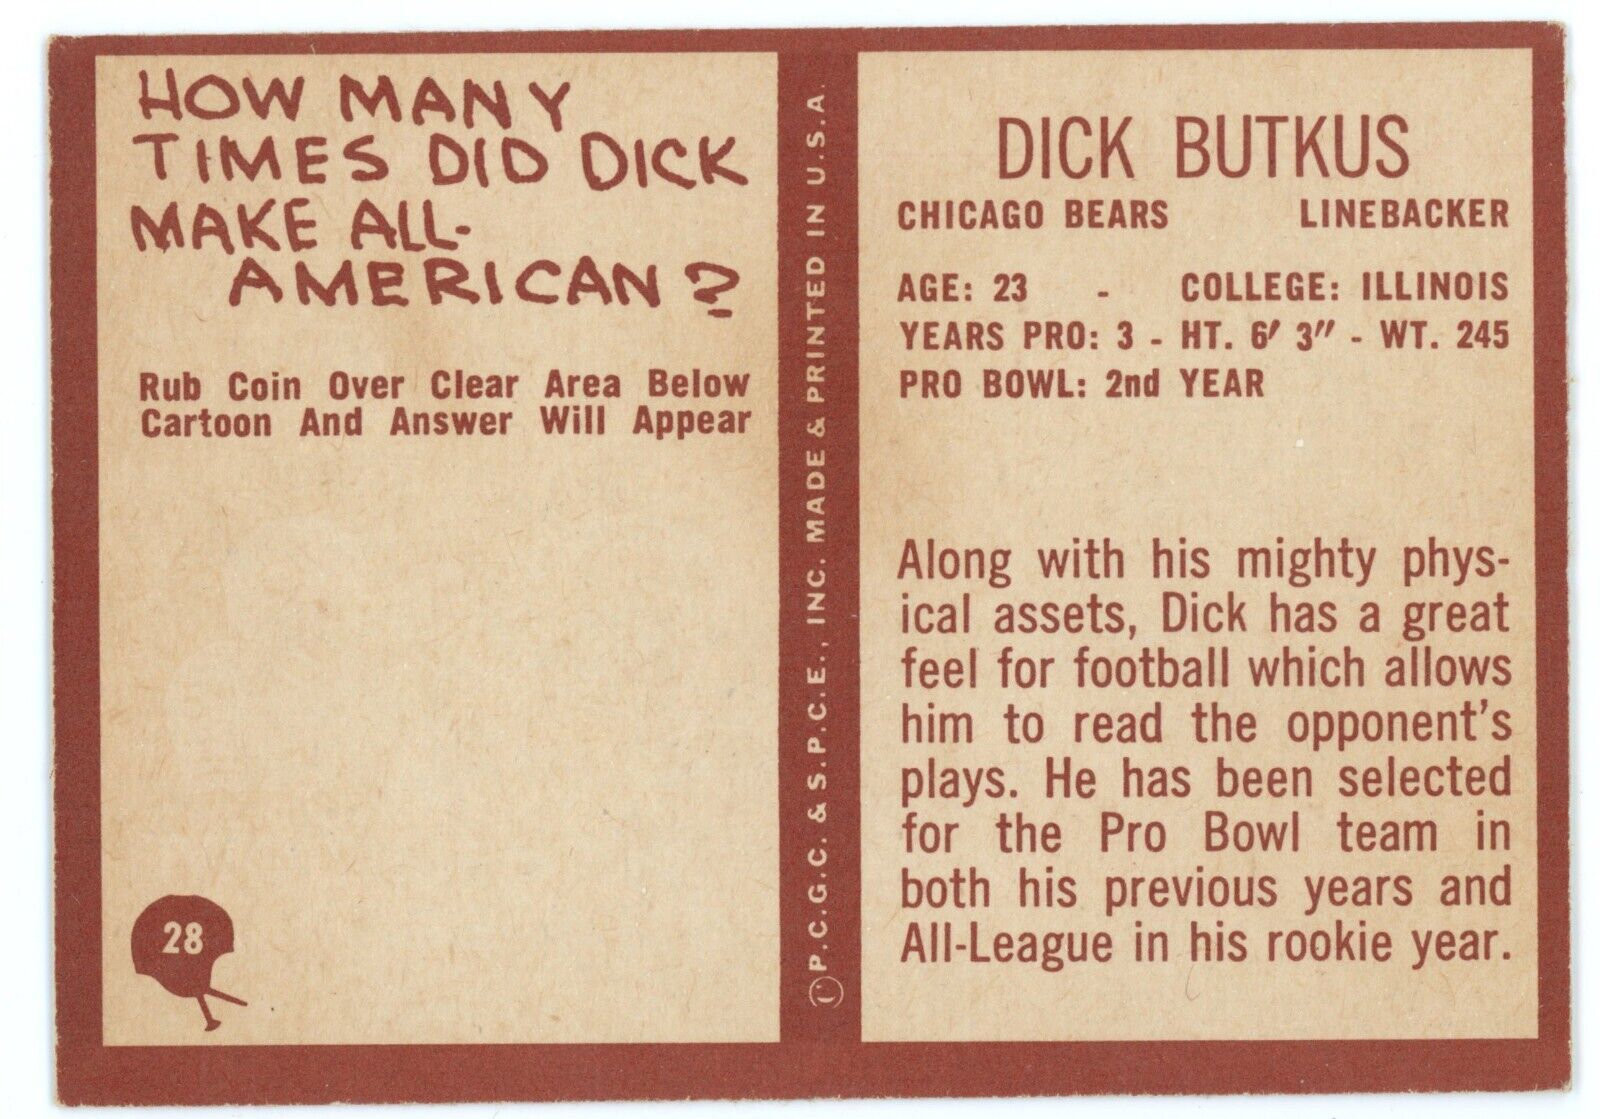 HOW MANY
TIMES DID DICK
MAKE ALL-
AMERICAN?
Rub Coin Over Clear Area Below
Cartoon And Answer Will Appear
28
©P.C.G.C. & S.P.C.E., INC. MADE & PRINTED IN U.S.A.
DICK BUTKUS
CHICAGO BEARS LINEBACKER
AGE: 23 - COLLEGE: ILLINOIS
YEARS PRO: 3 - HT. 6′ 3″ - WT. 245
PRO BOWL: 2nd YEAR
Along with his mighty phys-
ical assets, Dick has a great
feel for football which allows
him to read the opponent's
plays. He has been selected
for the Pro Bowl team in
both his previous years and
All-League in his rookie year.